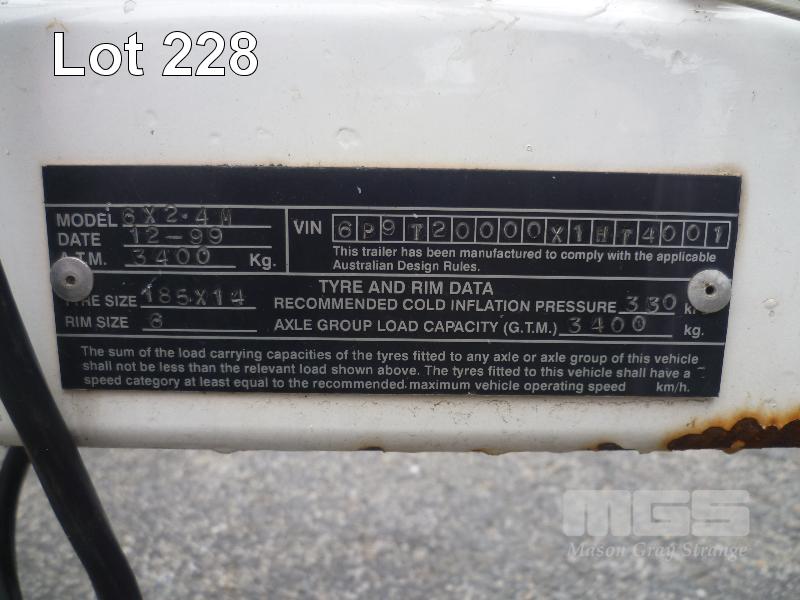 Lot 228
MODEL 6X2.4M
DATE 12-99
A.T.M. 3400 Kg.
VIN 6P9T20000X1HT4001
This trailer has been manufactured to comply with the applicable
Australian Design Rules.
TYRE AND RIM DATA
TYRE SIZE 185X14
RECOMMENDED COLD INFLATION PRESSURE 330
RIM SIZE 6
AXLE GROUP LOAD CAPACITY (G.T.M.) 3400 kg.
The sum of the load carrying capacities of the tyres fitted to any axle or axle group of this vehicle
shall not be less than the relevant load shown above. The tyres fitted to this vehicle shall have a
speed category at least equal to the recommended maximum vehicle operating speed km/h.
MGS
Mason Gray Strange